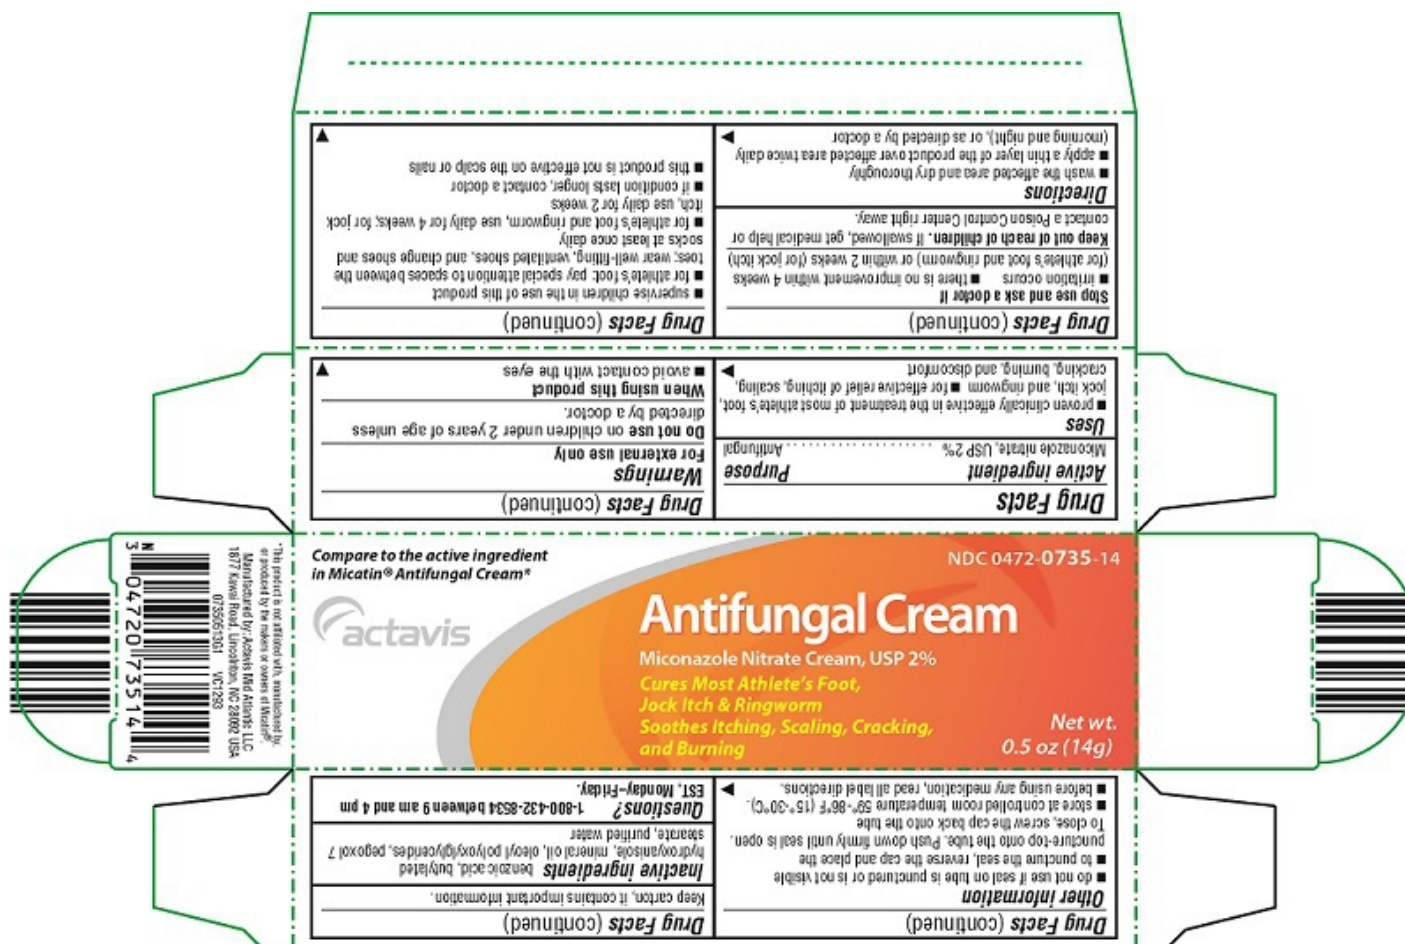 Compare to the active ingredient
in Micatin® Antifungal Cream*
actavis
NDC 0472-0735-14
Antifungal Cream
Miconazole Nitrate Cream, USP 2%
Cures Most Athlete's Foot,
Jock Itch & Ringworm
Soothes Itching, Scaling, Cracking,
and Burning
Net wt.
0.5 oz (14g)
Drug Facts
Active ingredient Purpose
Miconazole nitrate, USP 2% .................... Antifungal
Uses
■ proven clinically effective in the treatment of most athlete's foot,
jock itch, and ringworm ■ for effective relief of itching, scaling,
cracking, burning, and discomfort
Drug Facts (continued)
Warnings
For external use only
Do not use on children under 2 years of age unless
directed by a doctor.
When using this product
■ avoid contact with the eyes
Drug Facts (continued)
Stop use and ask a doctor if
■ irritation occurs ■ there is no improvement within 4 weeks
(for athlete's foot and ringworm) or within 2 weeks (for jock itch)
Keep out of reach of children. If swallowed, get medical help or
contact a Poison Control Center right away.
Directions
■ wash the affected area and dry thoroughly
■ apply a thin layer of the product over affected area twice daily
(morning and night), or as directed by a doctor
Drug Facts (continued)
■ supervise children in the use of this product
■ for athlete's foot: pay special attention to spaces between the
toes; wear well-fitting, ventilated shoes, and change shoes and
socks at least once daily
■ for athlete's foot and ringworm, use daily for 4 weeks; for jock
itch, use daily for 2 weeks
■ if condition lasts longer, contact a doctor
■ this product is not effective on the scalp or nails
Drug Facts (continued)
Other information
■ do not use if seal on tube is punctured or is not visible
■ to puncture the seal, reverse the cap and place the
puncture-top onto the tube. Push down firmly until seal is open.
To close, screw the cap back onto the tube
■ store at controlled room temperature 59°-86°F (15°-30°C).
■ before using any medication, read all label directions.
Drug Facts (continued)
Keep carton, it contains important information.
Inactive ingredients benzoic acid, butylated
hydroxyanisole, mineral oil, oleoyl polyoxylglycerides, pegoxol 7
stearate, purified water
Questions? 1-800-432-8534 between 9 am and 4 pm
EST, Monday-Friday.
*This product is not affiliated with, manufactured by,
or produced by the makers or owners of Micatin®.
Manufactured by: Actavis Mid Atlantic LLC
1877 Kawai Road, Lincolnton, NC 28092 USA
VC1293
N
3 04720 73514 4